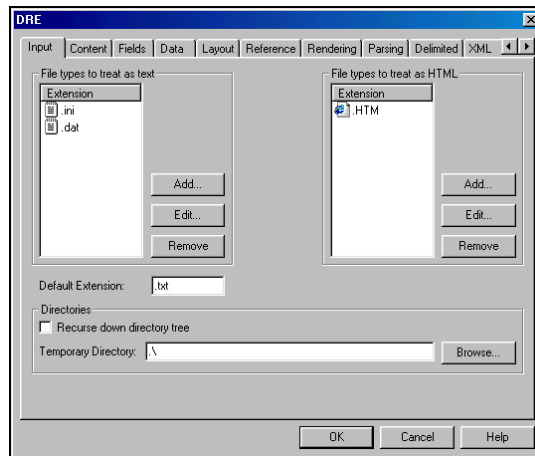 DRE
Input Content Fields Data Layout Reference Rendering Parsing Delimited XML
File types to treat as text
Extension
.ini
.dat
Add...
Edit...
Remove
File types to treat as HTML
Extension
.HTM
Add...
Edit...
Remove
Default Extension: .txt
Directories
Recurse down directory tree
Temporary Directory: .\ Browse...
OK Cancel Help